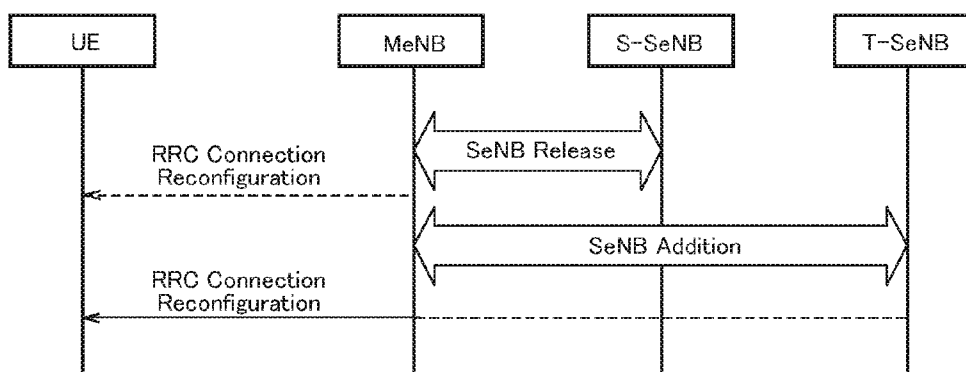 UE
MeNB
S-SeNB
T-SeNB
SeNB Release
RRC Connection
Reconfiguration
SeNB Addition
RRC Connection
Reconfiguration